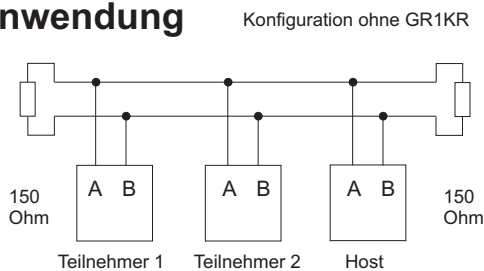 nwendung
Konfiguration ohne GR1KR
A B
A B
A B
150
Ohm
150
Ohm
Teilnehmer 1
Teilnehmer 2
Host